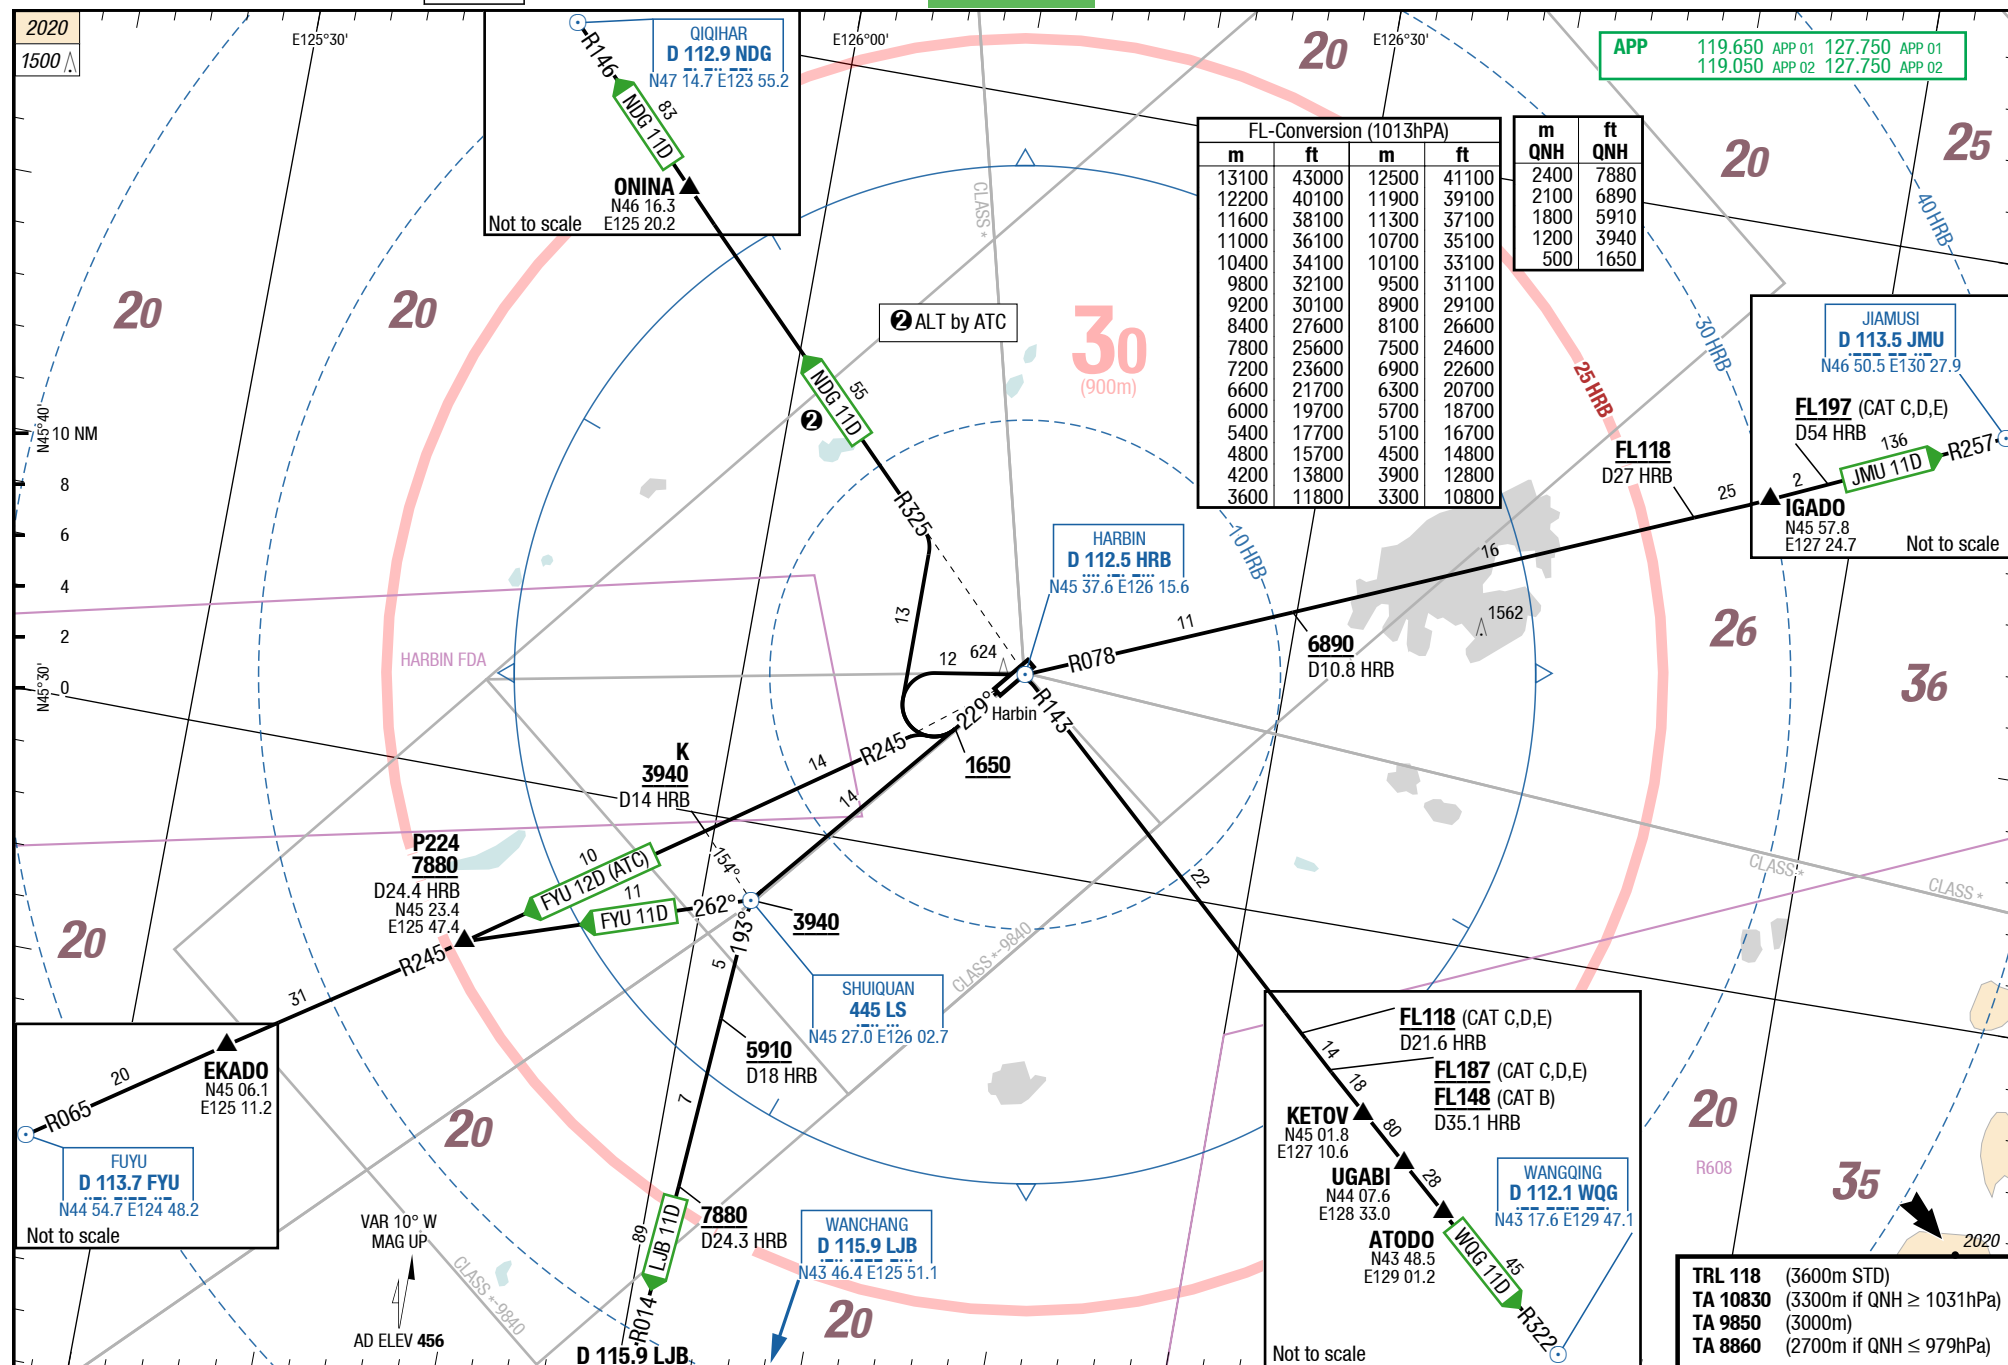 2020
1500
E125°30'
E126°00'
E126°30'
QIQIHAR
D 112.9 NDG
N47 14.7 E123 55.2
R146
NDG 11D
83
ONINA
N46 16.3
E125 20.2
Not to scale
APP 119.650 APP 01 127.750 APP 01
119.050 APP 02 127.750 APP 02
20
20
25
20
20
CLASS *
FL-Conversion (1013hPA)
m ft m ft
13100 43000 12500 41100
12200 40100 11900 39100
11600 38100 11300 37100
11000 36100 10700 35100
10400 34100 10100 33100
9800 32100 9500 31100
9200 30100 8900 29100
8400 27600 8100 26600
7800 25600 7500 24600
7200 23600 6900 22600
6600 21700 6300 20700
6000 19700 5700 18700
5400 17700 5100 16700
4800 15700 4500 14800
4200 13800 3900 12800
3600 11800 3300 10800
m ft
QNH QNH
2400 7880
2100 6890
1800 5910
1200 3940
500 1650
40 HRB
30 HRB
25 HRB
10 HRB
❷ ALT by ATC
30
(900m)
NDG 11D
55
❷
R325
JIAMUSI
D 113.5 JMU
N46 50.5 E130 27.9
FL197 (CAT C,D,E)
D54 HRB
136
JMU 11D
R257
2
IGADO
N45 57.8
E127 24.7
Not to scale
FL118
D27 HRB
25
16
11
N45°40'
10 NM
8
6
4
2
0
N45°30'
HARBIN
D 112.5 HRB
N45 37.6 E126 15.6
1562
26
36
HARBIN FDA
13
12
624
R078
6890
D10.8 HRB
229°
Harbin
R143
R245
1650
14
14
K
3940
D14 HRB
154°
P224
7880
D24.4 HRB
N45 23.4
E125 47.4
10
FYU 12D (ATC)
11
FYU 11D
262°
193°
3940
22
CLASS *
CLASS *
20
R245
31
5
SHUIQUAN
445 LS
N45 27.0 E126 02.7
CLASS *-9840
5910
D18 HRB
7
EKADO
N45 06.1
E125 11.2
20
R065
FUYU
D 113.7 FYU
N44 54.7 E124 48.2
Not to scale
20
VAR 10° W
MAG UP
AD ELEV 456
CLASS *-9840
7880
D24.3 HRB
89
LJB 11D
R014
D 115.9 LJB
WANCHANG
D 115.9 LJB
N43 46.4 E125 51.1
20
FL118 (CAT C,D,E)
D21.6 HRB
14
FL187 (CAT C,D,E)
FL148 (CAT B)
D35.1 HRB
18
KETOV
N45 01.8
E127 10.6
80
UGABI
N44 07.6
E128 33.0
28
ATODO
N43 48.5
E129 01.2
WQG 11D
45
R322
WANGQING
D 112.1 WQG
N43 17.6 E129 47.1
Not to scale
20
R608
35
2020
TRL 118 (3600m STD)
TA 10830 (3300m if QNH ≥ 1031hPa)
TA 9850 (3000m)
TA 8860 (2700m if QNH ≤ 979hPa)